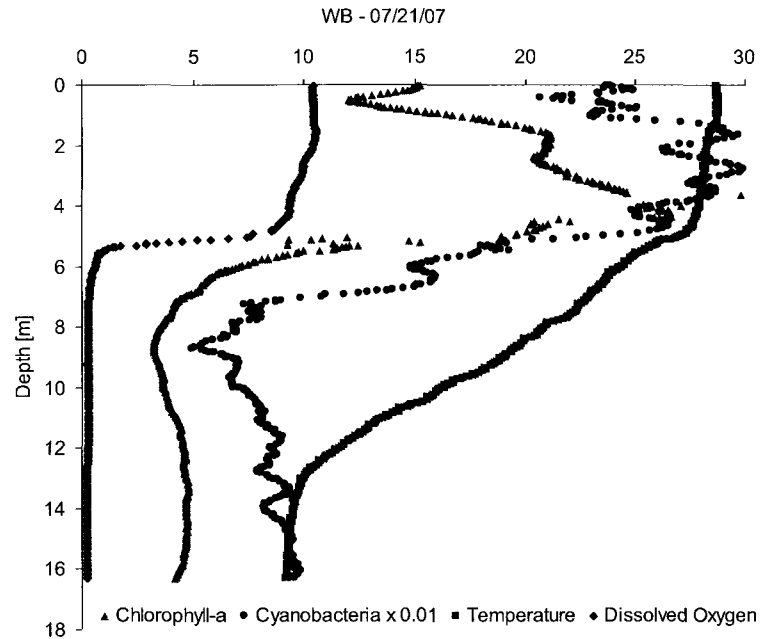 WB - 07/21/07
0 5 10 15 20 25 30
0
2
4
6
8
10
12
14
16
18
Depth [m]
▲ Chlorophyll-a ● Cyanobacteria x 0.01 ■ Temperature ◆ Dissolved Oxygen